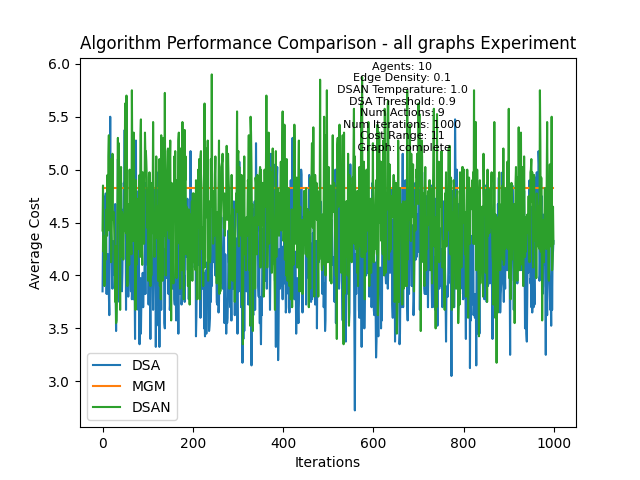 Algorithm Performance Comparison - all graphs Experiment
Agents: 10
Edge Density: 0.1
DSAN Temperature: 1.0
DSA Threshold: 0.9
Num Actions: 9
Num Iterations: 1000
Cost Range: 11
Graph: complete
6.0
5.5
5.0
4.5
4.0
3.5
3.0
Average Cost
DSA
MGM
DSAN
0
200
400
600
800
1000
Iterations